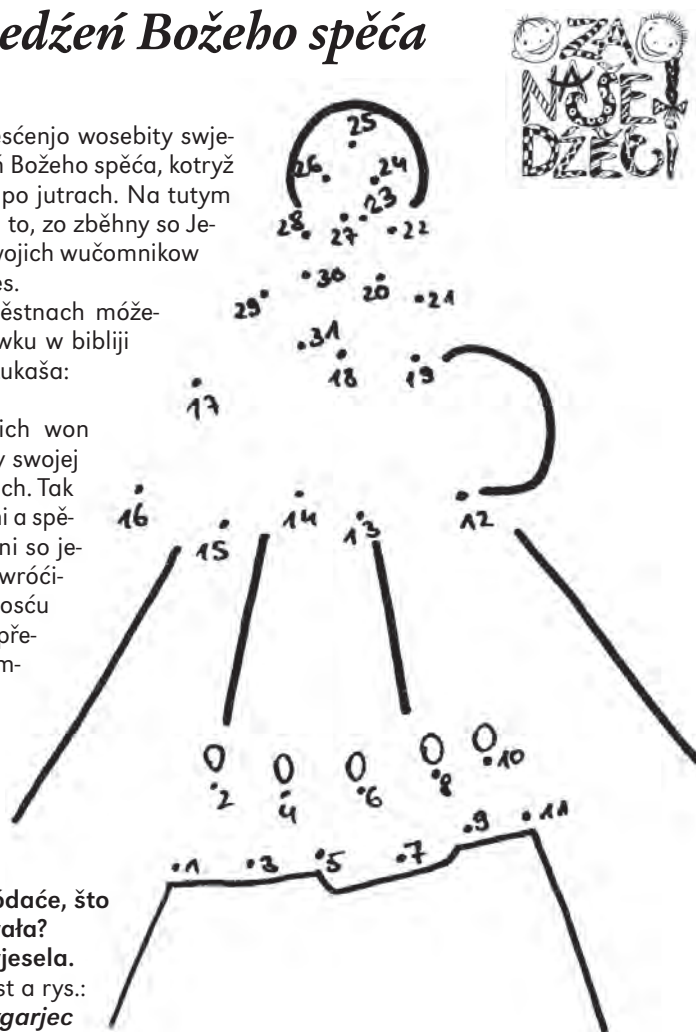 edźeń Božeho spěća
ZA
NAŠE
DŹĚĆI
esćenjo wosebity swje-
ń Božeho spěća, kotryž
po jutrach. Na tutym
to, zo zběhny so Je-
vojich wučomnikow
es.
ěstnach móže-
wku w bibliji
ukaša:
ich won
y swojej
ch. Tak
ni a spě-
ni so je-
wróći-
osću
pře-
m-
ódaće, što
ała?
jesela.
st a rys.:
garjec
25
26
24
23
28
27
22
30
20
29
21
31
18
19
17
16
15
14
13
12
2
4
6
8
10
1
3
5
7
9
11